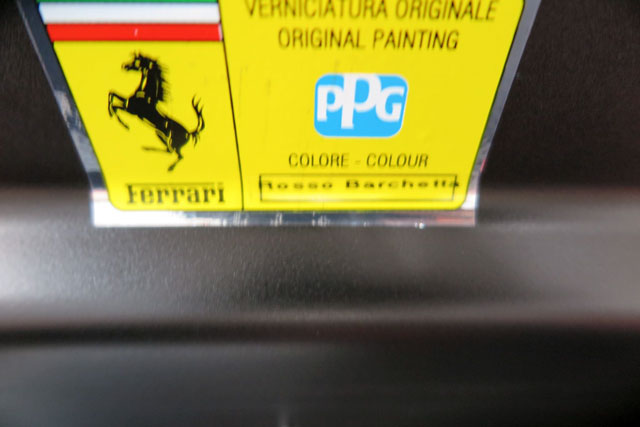 VERNICIATURA ORIGINALE
ORIGINAL PAINTING
PPG
COLORE - COLOUR
Rosso Barchetta
Ferrari